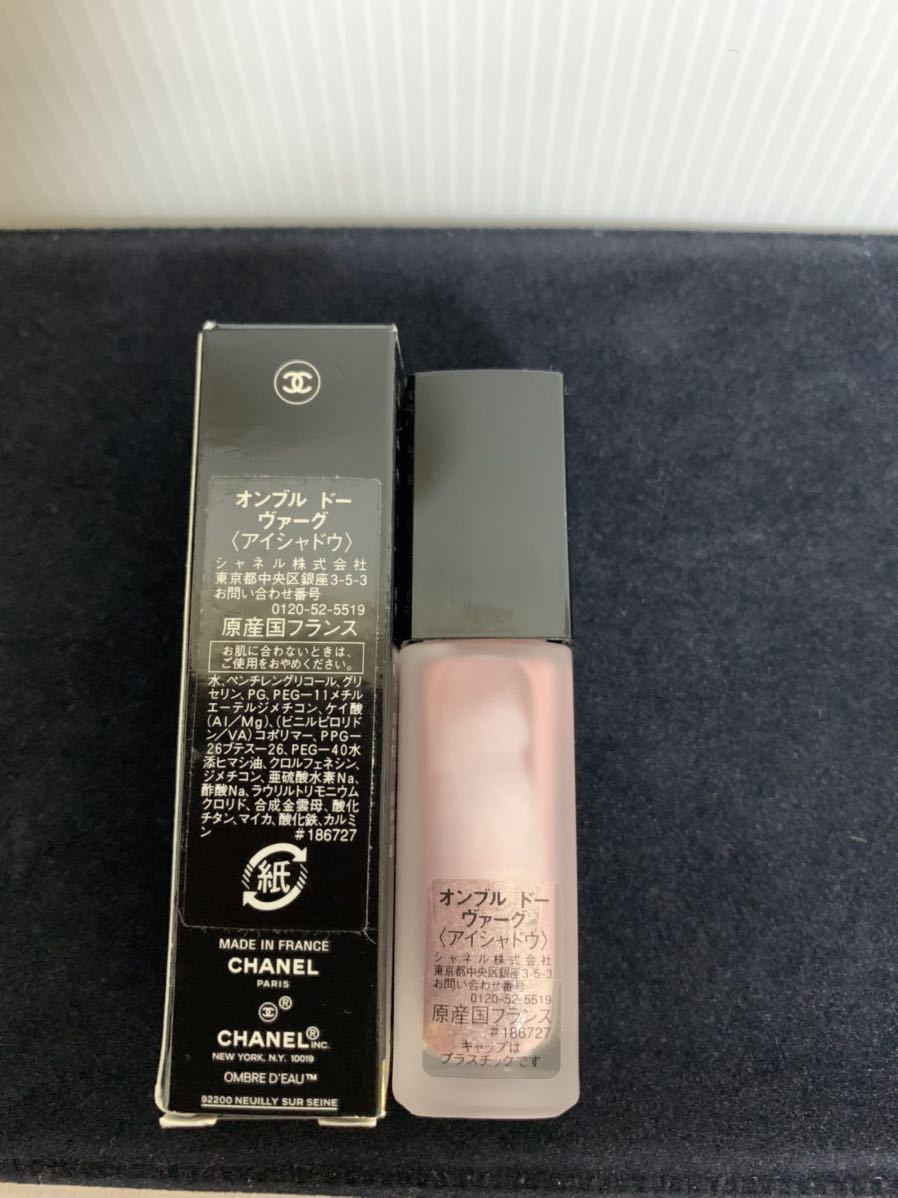 オンブル ドー
ヴァーグ
〈アイシャドウ〉
シャネル株式会社
東京都中央区銀座3-5-3
お問い合わせ番号
0120-52-5519
原産国フランス
お肌に合わないときは、
ご使用をおやめください。
水、ペンチレングリコール、グリ
セリン、PG、PEG-11メチル
エーテルジメチコン、ケイ酸
(Al/Mg)、(ビニルピロリド
ン/VA)コポリマー、PPG-
26ブテス-26、PEG-40水
添ヒマシ油、クロルフェネシン、
ジメチコン、亜硫酸水素Na、
酢酸Na、ラウリルトリモニウム
クロリド、合成金雲母、酸化
チタン、マイカ、酸化鉄、カルミ
ン #186727
紙
MADE IN FRANCE
CHANEL
PARIS
®
CHANEL® INC.
NEW YORK, N.Y. 10019
OMBRE D'EAU™
92200 NEUILLY SUR SEINE
オンブル ドー
ヴァーグ
〈アイシャドウ〉
シャネル株式会社
東京都中央区銀座3-5-3
お問い合わせ番号
0120-52-5519
原産国フランス
#186727
キャップは
プラスチックです